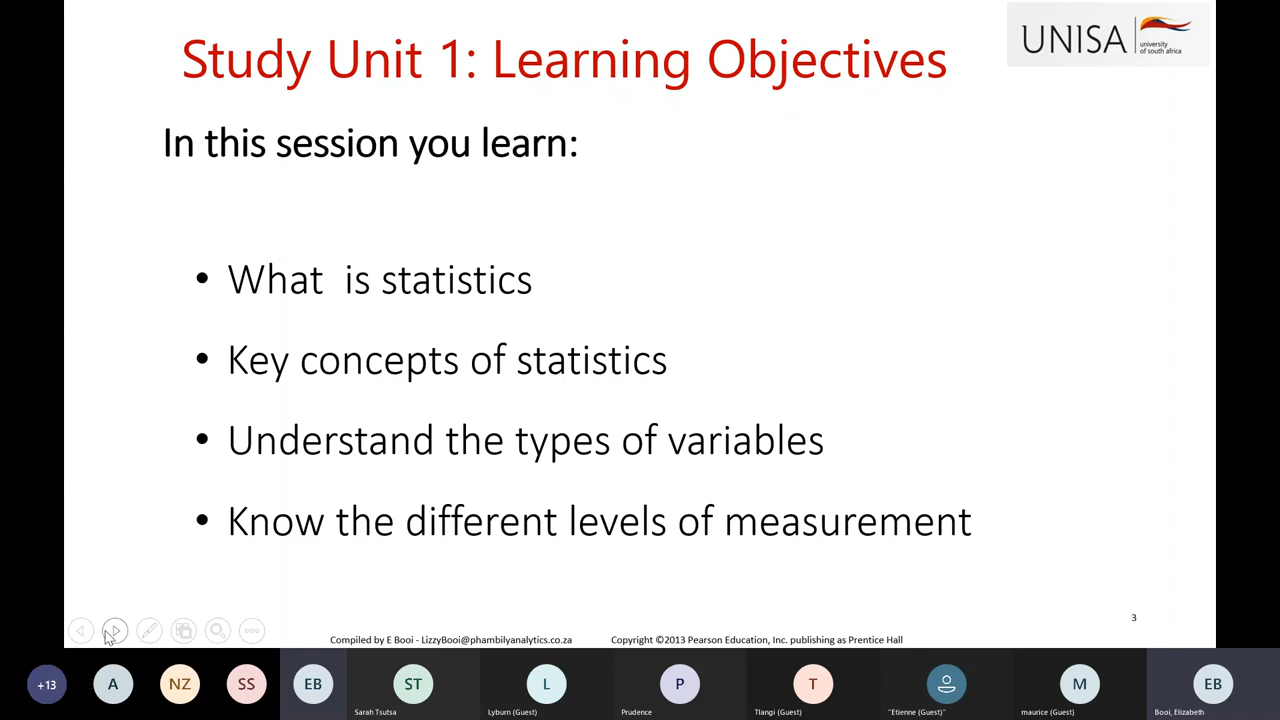 Study Unit 1: Learning Objectives
UNISA
university
of south africa
In this session you learn:
• What is statistics
• Key concepts of statistics
• Understand the types of variables
• Know the different levels of measurement
3
Compiled by E Booi - LizzyBooi@phambilyanalytics.co.za Copyright ©2013 Pearson Education, Inc. publishing as Prentice Hall
+13 A NZ SS EB ST L P T M EB
Sarah Tsutsa Lyburn (Guest) Prudence Tlangi (Guest) "Etienne (Guest)" maurice (Guest) Booi, Elizabeth